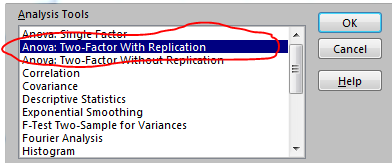 Analysis Tools
Anova: Single Factor
Anova: Two-Factor With Replication
Anova: Two-Factor Without Replication
Correlation
Covariance
Descriptive Statistics
Exponential Smoothing
F-Test Two-Sample for Variances
Fourier Analysis
Histogram
OK
Cancel
Help